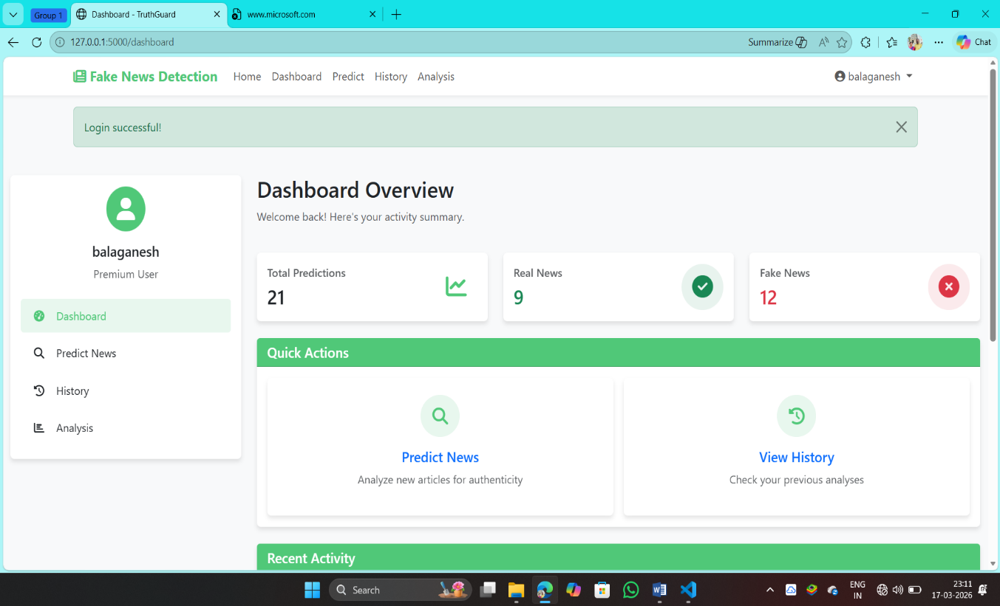 Group 1
Dashboard - TruthGuard
www.microsoft.com
127.0.0.1:5000/dashboard
Summarize
Chat
Fake News Detection
Home
Dashboard
Predict
History
Analysis
balaganesh
Login successful!
balaganesh
Premium User
Dashboard
Predict News
History
Analysis
Dashboard Overview
Welcome back! Here's your activity summary.
Total Predictions
21
Real News
9
Fake News
12
Quick Actions
Predict News
Analyze new articles for authenticity
View History
Check your previous analyses
Recent Activity
Search
ENG
IN
23:11
17-03-2026